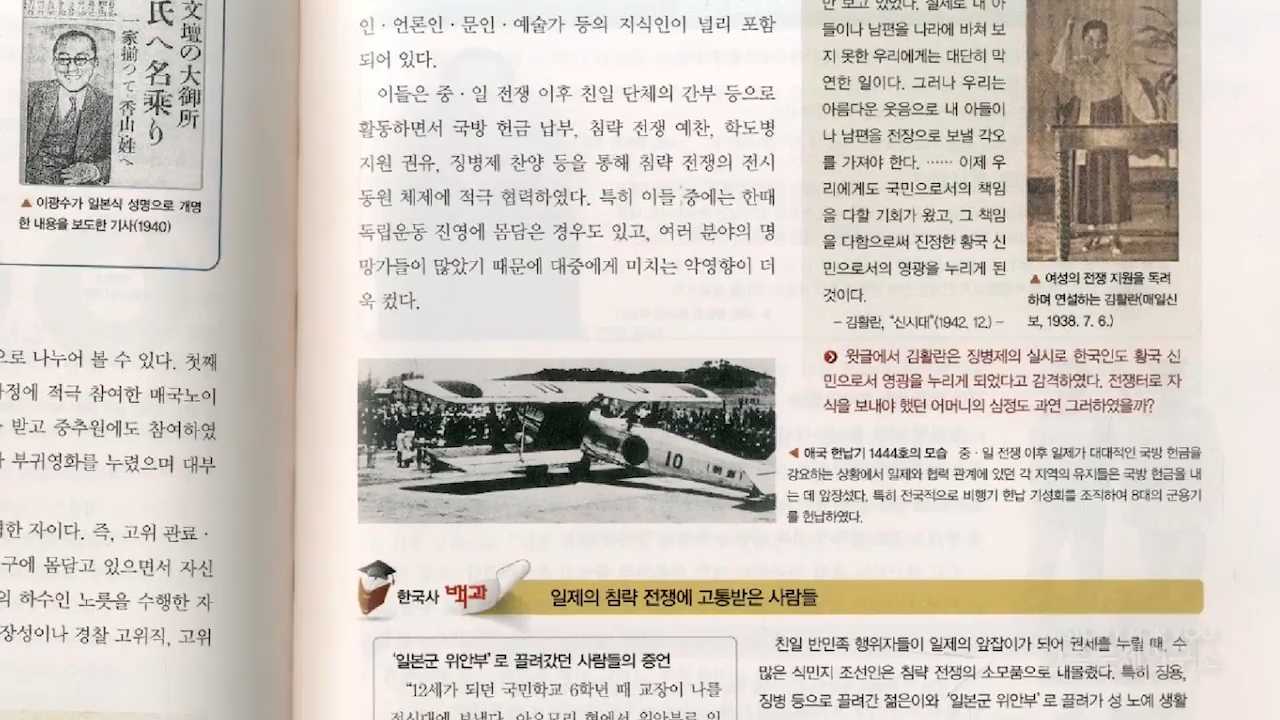 文壇の大御所
氏へ名乗り
一家揃つて"香山"姓へ
▲ 이광수가 일본식 성명으로 개명
한 내용을 보도한 기사(1940)
으로 나누어 볼 수 있다. 첫째
과정에 적극 참여한 매국노이
받고 중추원에도 참여하였
부귀영화를 누렸으며 대부
한 자이다. 즉, 고위 관료 ·
구에 몸담고 있으면서 자신
의 하수인 노릇을 수행한 자
장성이나 경찰 고위직, 고위
인 · 언론인 · 문인 · 예술가 등의 지식인이 널리 포함
되어 있다.
이들은 중 · 일 전쟁 이후 친일 단체의 간부 등으로
활동하면서 국방 헌금 납부, 침략 전쟁 예찬, 학도병
지원 권유, 징병제 찬양 등을 통해 침략 전쟁의 전시
동원 체제에 적극 협력하였다. 특히 이들 중에는 한때
독립운동 진영에 몸담은 경우도 있고, 여러 분야의 명
망가들이 많았기 때문에 대중에게 미치는 악영향이 더
욱 컸다.
만 보고 있었다. 실제로 내 아
들이나 남편을 나라에 바쳐 보
지 못한 우리에게는 대단히 막
연한 일이다. 그러나 우리는
아름다운 웃음으로 내 아들이
나 남편을 전장으로 보낼 각오
를 가져야 한다. …… 이제 우
리에게도 국민으로서의 책임
을 다할 기회가 왔고, 그 책임
을 다함으로써 진정한 황국 신
민으로서의 영광을 누리게 된
것이다.
– 김활란, "신시대"(1942. 12.) –
▲ 여성의 전쟁 지원을 독려
하며 연설하는 김활란(매일신
보, 1938. 7. 6.)
윗글에서 김활란은 징병제의 실시로 한국인도 황국 신
민으로서 영광을 누리게 되었다고 감격하였다. 전쟁터로 자
식을 보내야 했던 어머니의 심정도 과연 그러하였을까?
10
◀ 애국 헌납기 1444호의 모습 중 · 일 전쟁 이후 일제가 대대적인 국방 헌금을
강요하는 상황에서 일제와 협력 관계에 있던 각 지역의 유지들은 국방 헌금을 내
는 데 앞장섰다. 특히 전국적으로 비행기 헌납 기성회를 조직하여 8대의 군용기
를 헌납하였다.
한국사 백과 일제의 침략 전쟁에 고통받은 사람들
'일본군 위안부'로 끌려갔던 사람들의 증언
"12세가 되던 국민학교 6학년 때 교장이 나를
정신대에 보냈다. 아오모리 현에서 위안부로 일
친일 반민족 행위자들이 일제의 앞잡이가 되어 권세를 누릴 때, 수
많은 식민지 조선인은 침략 전쟁의 소모품으로 내몰렸다. 특히 징용,
징병 등으로 끌려간 젊은이와 '일본군 위안부'로 끌려가 성 노예 생활